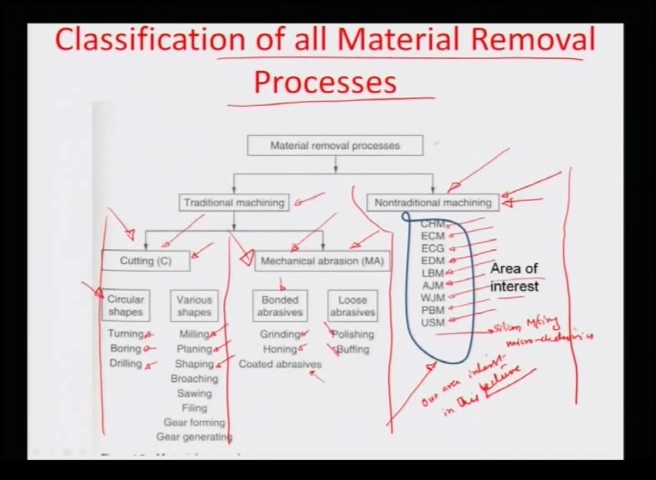 Classification of all Material Removal
Processes
Material removal processes
Traditional machining
Nontraditional machining
Cutting (C)
Mechanical abrasion (MA)
Circular
shapes
Various
shapes
Bonded
abrasives
Loose
abrasives
Turning
Boring
Drilling
Milling
Planing
Shaping
Broaching
Sawing
Filing
Gear forming
Gear generating
Grinding
Honing
Coated abrasives
Polishing
Buffing
CHM
ECM
ECG
EDM
LBM
AJM
WJM
PBM
USM
Area of
interest
our area interest
in this lecture